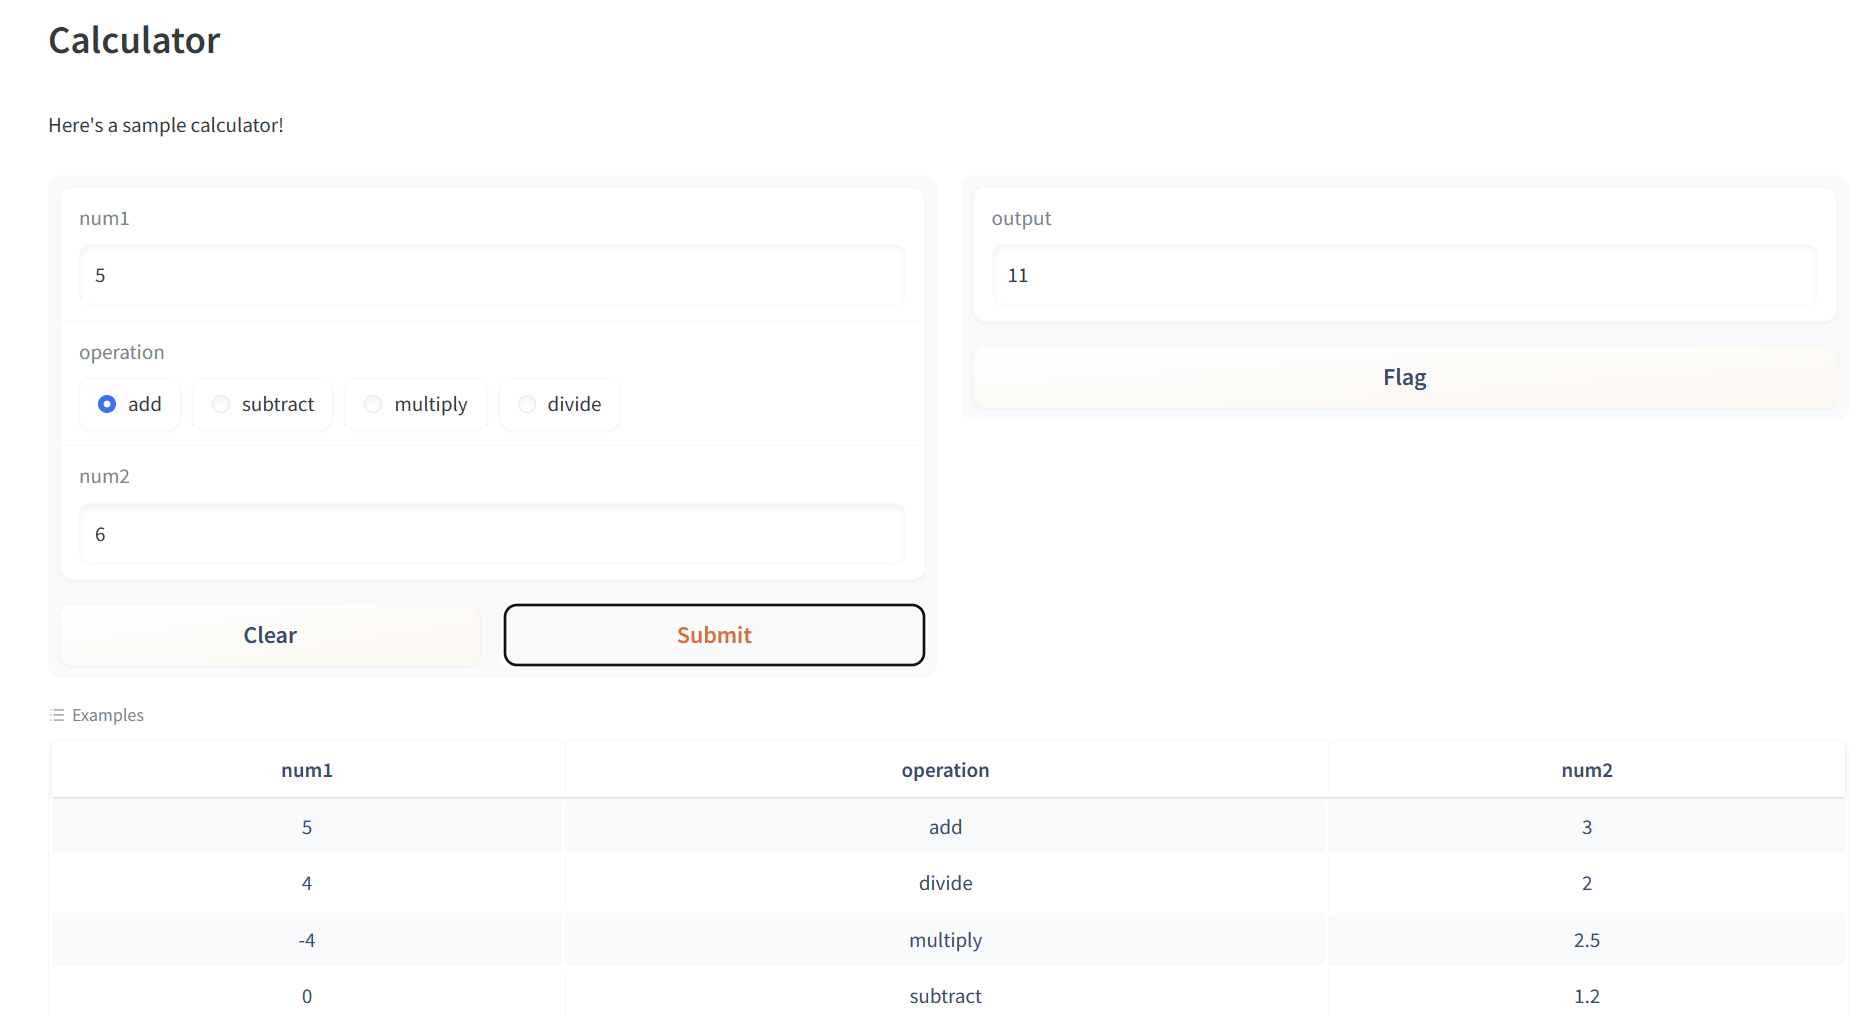 Calculator
Here's a sample calculator!
num1
5
operation
add subtract multiply divide
num2
6
Clear Submit
output
11
Flag
Examples
num1 operation num2
5 add 3
4 divide 2
-4 multiply 2.5
0 subtract 1.2